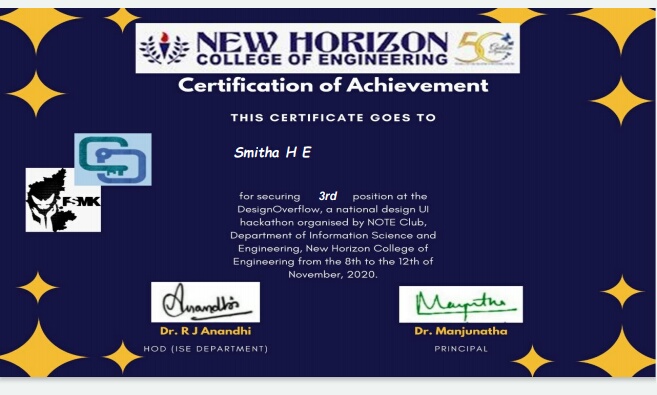 NEW HORIZON
COLLEGE OF ENGINEERING
50
Certification of Achievement
THIS CERTIFICATE GOES TO
Smitha H E
FSMK
for securing 3rd position at the
DesignOverflow, a national design UI
hackathon organised by NOTE Club,
Department of Information Science and
Engineering, New Horizon College of
Engineering from the 8th to the 12th of
November, 2020.
Anandhi
Manjutha
Dr. R J Anandhi
Dr. Manjunatha
HOD (ISE DEPARTMENT)
PRINCIPAL